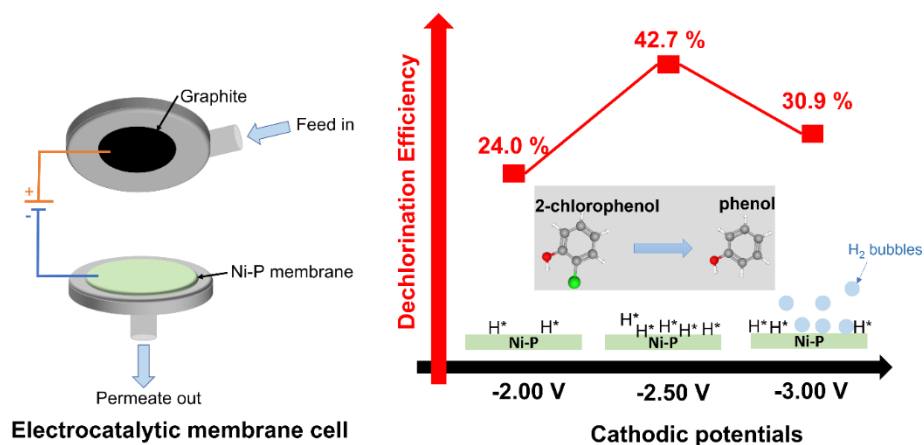 Graphite
Feed in
+
-
Ni-P membrane
Permeate out
Electrocatalytic membrane cell
Dechlorination Efficiency
24.0 %
42.7 %
30.9 %
2-chlorophenol
phenol
H₂ bubbles
H* H*
Ni-P
H* H* H* H* H*
Ni-P
H* H* H*
Ni-P
-2.00 V
-2.50 V
-3.00 V
Cathodic potentials